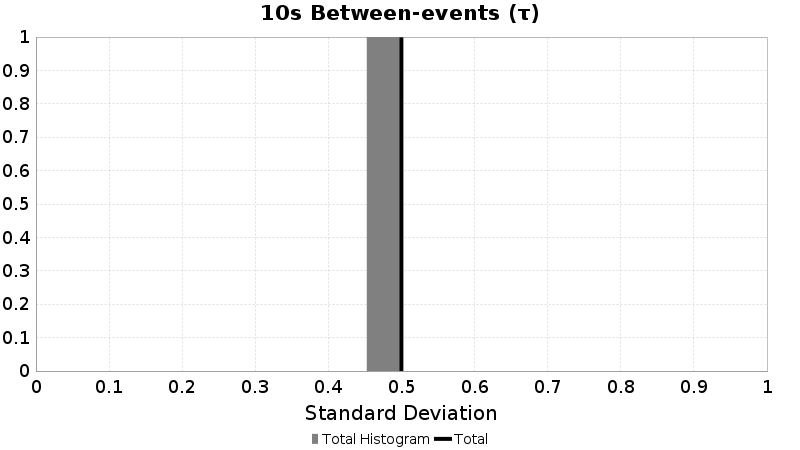 10s Between-events (τ)
1
0.9
0.8
0.7
0.6
0.5
0.4
0.3
0.2
0.1
0
0 0.1 0.2 0.3 0.4 0.5 0.6 0.7 0.8 0.9 1
Standard Deviation
Total Histogram Total